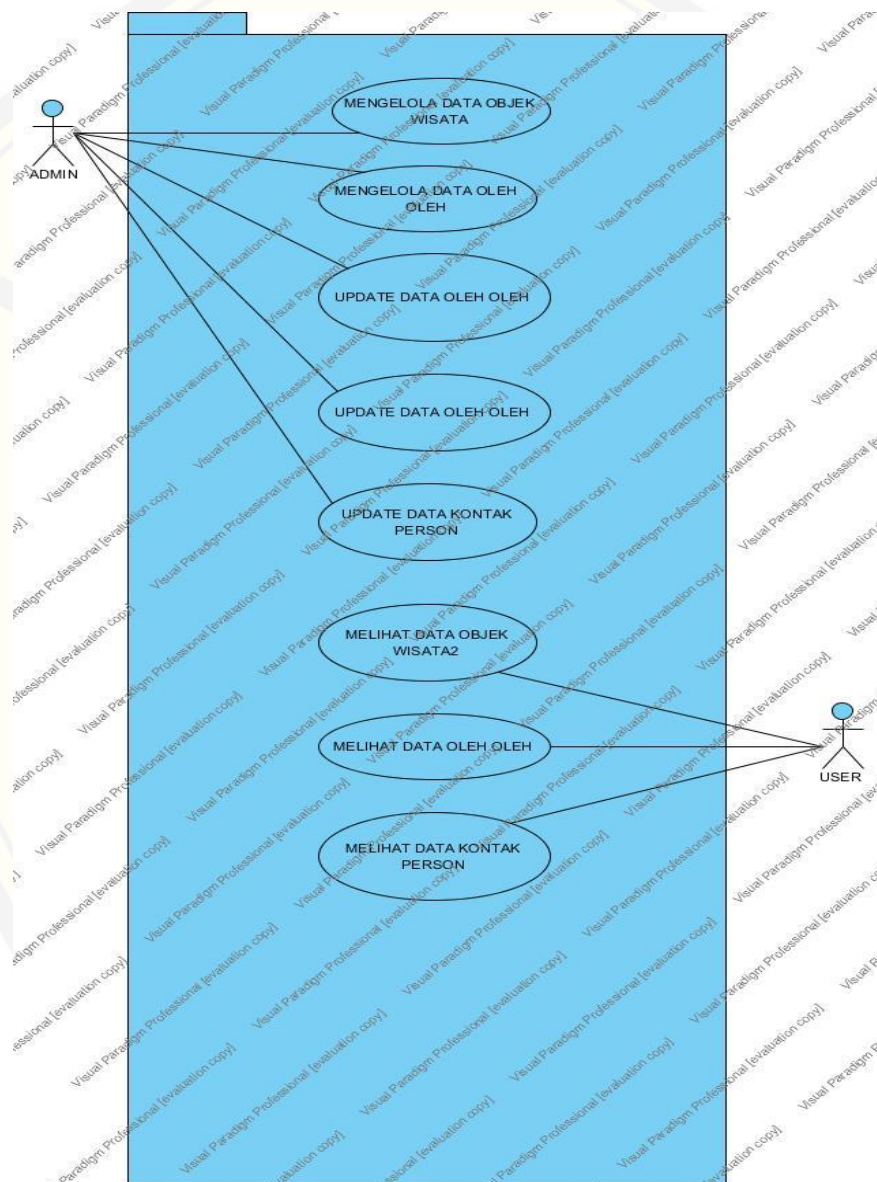 MENGELOLA DATA OBJEK
WISATA
ADMIN
MENGELOLA DATA OLEH
OLEH
UPDATE DATA OLEH OLEH
UPDATE DATA OLEH OLEH
UPDATE DATA KONTAK
PERSON
MELIHAT DATA OBJEK
WISATA2
MELIHAT DATA OLEH OLEH
USER
MELIHAT DATA KONTAK
PERSON
Visual Paradigm Professional [evaluation copy]